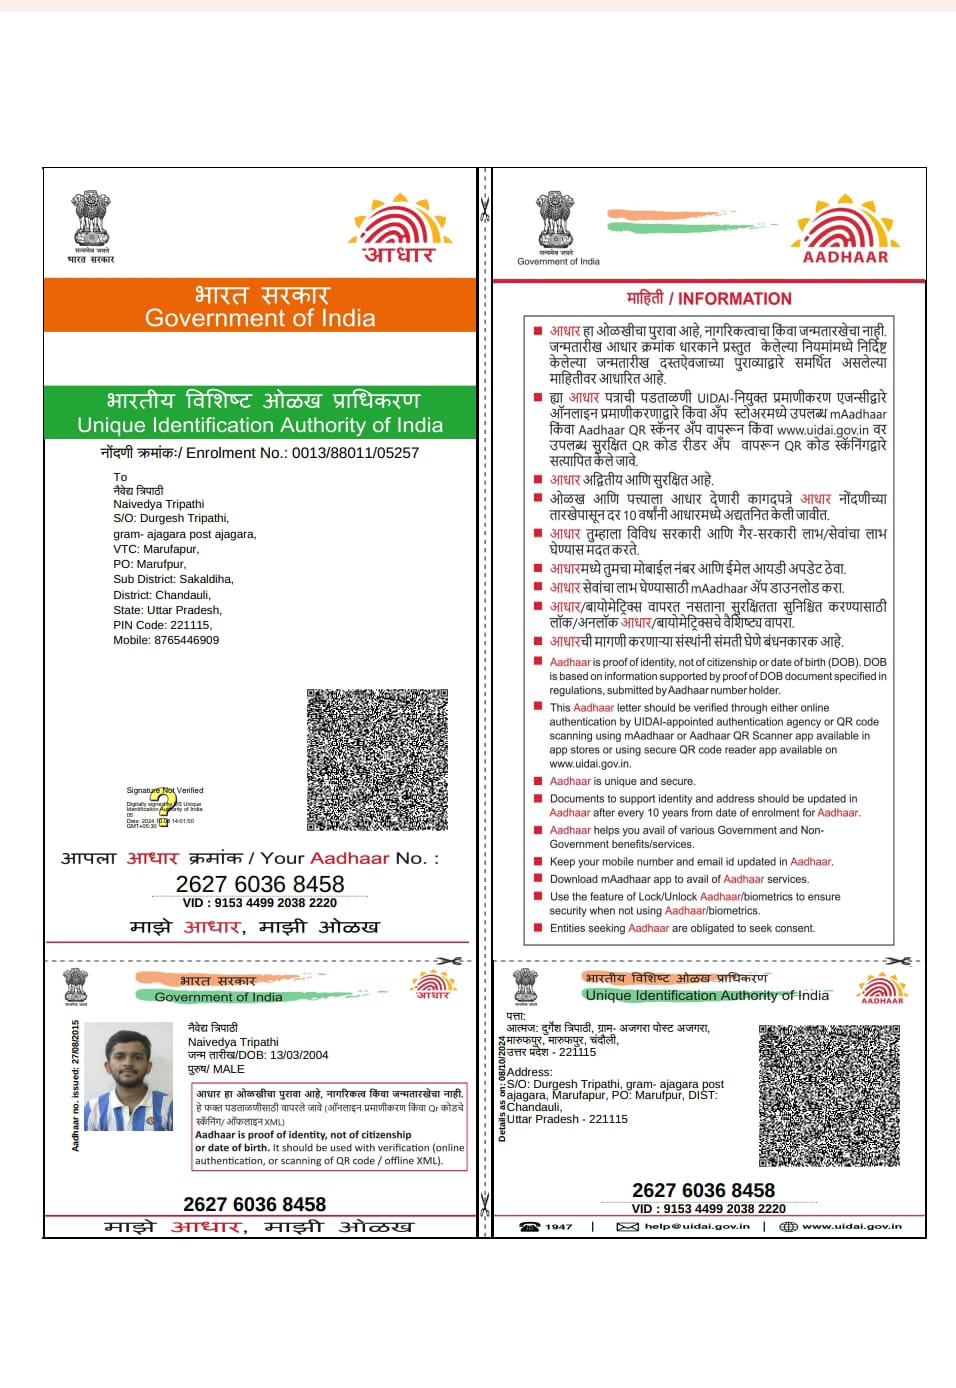 सत्यमेव जयते
भारत सरकार
आधार
भारत सरकार
Government of India
भारतीय विशिष्ट ओळख प्राधिकरण
Unique Identification Authority of India
नोंदणी क्रमांक:/ Enrolment No.: 0013/88011/05257
To
नैवेद्य त्रिपाठी
Naivedya Tripathi
S/O: Durgesh Tripathi,
gram- ajagara post ajagara,
VTC: Marufapur,
PO: Marufpur,
Sub District: Sakaldiha,
District: Chandauli,
State: Uttar Pradesh,
PIN Code: 221115,
Mobile: 8765446909
Signature Not Verified
Digitally signed by DS Unique
Identification Authority of India
05
Date: 2024.10.08 14:01:50
GMT+05:30
आपला आधार क्रमांक / Your Aadhaar No. :
2627 6036 8458
VID : 9153 4499 2038 2220
माझे आधार, माझी ओळख
Government of India
AADHAAR
माहिती / INFORMATION
आधार हा ओळखीचा पुरावा आहे, नागरिकत्वाचा किंवा जन्मतारखेचा नाही.
जन्मतारीख आधार क्रमांक धारकाने प्रस्तुत केलेल्या नियमांमध्ये निर्दिष्ट
केलेल्या जन्मतारीख दस्तऐवजाच्या पुराव्याद्वारे समर्थित असलेल्या
माहितीवर आधारित आहे.
ह्या आधार पत्राची पडताळणी UIDAI-नियुक्त प्रमाणीकरण एजन्सीद्वारे
ऑनलाइन प्रमाणीकरणाद्वारे किंवा अ‍ॅप स्टोअरमध्ये उपलब्ध mAadhaar
किंवा Aadhaar QR स्कॅनर अ‍ॅप वापरून किंवा www.uidai.gov.in वर
उपलब्ध सुरक्षित QR कोड रीडर अ‍ॅप वापरून QR कोड स्कॅनिंगद्वारे
सत्यापित केले जावे.
आधार अद्वितीय आणि सुरक्षित आहे.
ओळख आणि पत्त्याला आधार देणारी कागदपत्रे आधार नोंदणीच्या
तारखेपासून दर 10 वर्षांनी आधारमध्ये अद्यतनित केली जावीत.
आधार तुम्हाला विविध सरकारी आणि गैर-सरकारी लाभ/सेवांचा लाभ
घेण्यास मदत करते.
आधारमध्ये तुमचा मोबाईल नंबर आणि ईमेल आयडी अपडेट ठेवा.
आधार सेवांचा लाभ घेण्यासाठी mAadhaar अ‍ॅप डाउनलोड करा.
आधार/बायोमेट्रिक्स वापरत नसताना सुरक्षितता सुनिश्चित करण्यासाठी
लॉक/अनलॉक आधार/बायोमेट्रिक्सचे वैशिष्ट्य वापरा.
आधारची मागणी करणाऱ्या संस्थांनी संमती घेणे बंधनकारक आहे.
Aadhaar is proof of identity, not of citizenship or date of birth (DOB). DOB
is based on information supported by proof of DOB document specified in
regulations, submitted by Aadhaar number holder.
This Aadhaar letter should be verified through either online
authentication by UIDAI-appointed authentication agency or QR code
scanning using mAadhaar or Aadhaar QR Scanner app available in
app stores or using secure QR code reader app available on
www.uidai.gov.in.
Aadhaar is unique and secure.
Documents to support identity and address should be updated in
Aadhaar after every 10 years from date of enrolment for Aadhaar.
Aadhaar helps you avail of various Government and Non-
Government benefits/services.
Keep your mobile number and email id updated in Aadhaar.
Download mAadhaar app to avail of Aadhaar services.
Use the feature of Lock/Unlock Aadhaar/biometrics to ensure
security when not using Aadhaar/biometrics.
Entities seeking Aadhaar are obligated to seek consent.
भारत सरकार
Government of India
आधार
Aadhaar no. issued: 27/08/2015
नैवेद्य त्रिपाठी
Naivedya Tripathi
जन्म तारीख/DOB: 13/03/2004
पुरुष/ MALE
आधार हा ओळखीचा पुरावा आहे, नागरिकत्व किंवा जन्मतारखेचा नाही.
हे फक्त पडताळणीसाठी वापरले जावे (ऑनलाइन प्रमाणीकरण किंवा Qr कोडचे
स्कॅनिंग/ ऑफलाइन XML)
Aadhaar is proof of identity, not of citizenship
or date of birth. It should be used with verification (online
authentication, or scanning of QR code / offline XML).
2627 6036 8458
माझे आधार, माझी ओळख
भारतीय विशिष्ट ओळख प्राधिकरण
Unique Identification Authority of India
AADHAAR
Details as on: 08/10/2024
पत्ता:
आत्मज: दुर्गेश त्रिपाठी, ग्राम- अजगरा पोस्ट अजगरा,
मारुफपुर, मारुफपुर, चंदौली,
उत्तर प्रदेश - 221115
Address:
S/O: Durgesh Tripathi, gram- ajagara post
ajagara, Marufapur, PO: Marufpur, DIST:
Chandauli,
Uttar Pradesh - 221115
2627 6036 8458
VID : 9153 4499 2038 2220
1947 | help@uidai.gov.in | www.uidai.gov.in